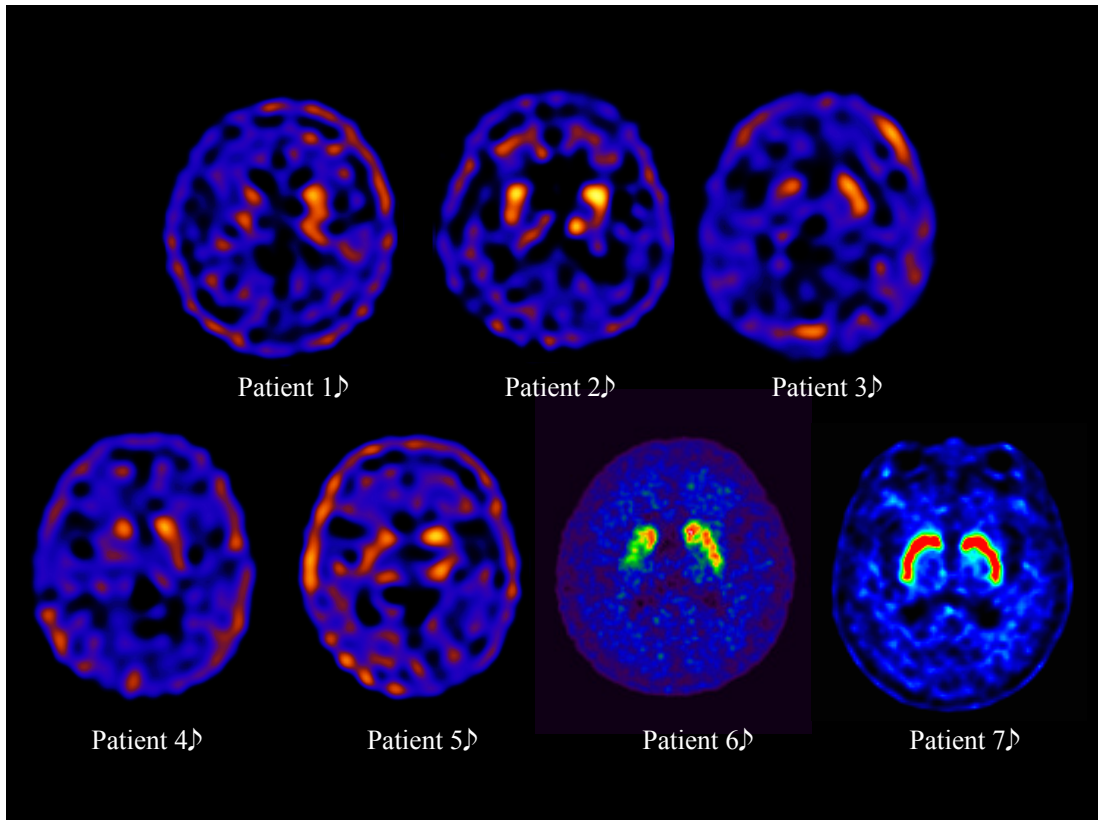 Patient 1♪
Patient 2♪
Patient 3♪
Patient 4♪
Patient 5♪
Patient 6♪
Patient 7♪